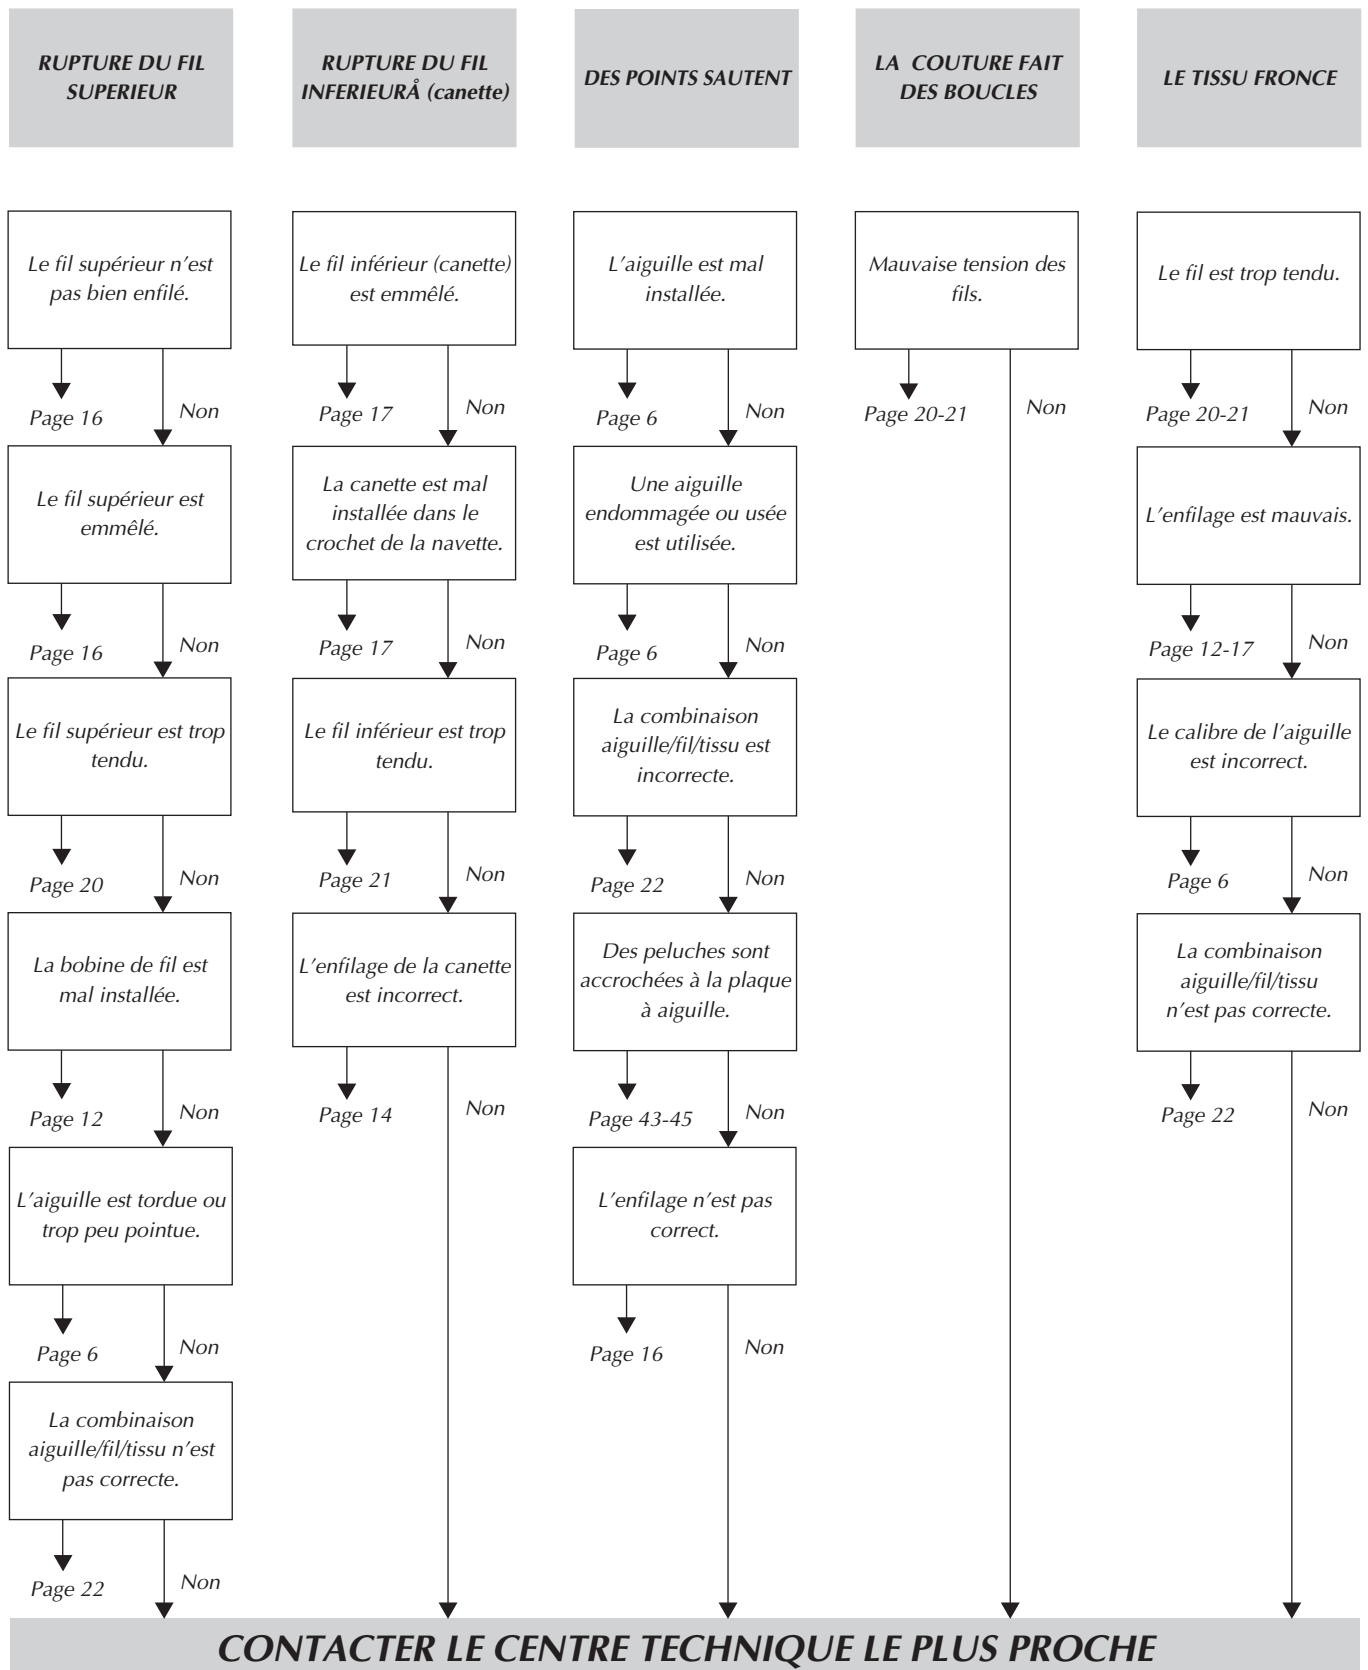 RUPTURE DU FIL
SUPERIEUR
Le fil supérieur n'est
pas bien enfilé.
Page 16
Non
Le fil supérieur est
emmêlé.
Page 16
Non
Le fil supérieur est trop
tendu.
Page 20
Non
La bobine de fil est
mal installée.
Page 12
Non
L'aiguille est tordue ou
trop peu pointue.
Page 6
Non
La combinaison
aiguille/fil/tissu n'est
pas correcte.
Page 22
Non
RUPTURE DU FIL
INFERIEURÅ (canette)
Le fil inférieur (canette)
est emmêlé.
Page 17
Non
La canette est mal
installée dans le
crochet de la navette.
Page 17
Non
Le fil inférieur est trop
tendu.
Page 21
Non
L'enfilage de la canette
est incorrect.
Page 14
Non
DES POINTS SAUTENT
L'aiguille est mal
installée.
Page 6
Non
Une aiguille
endommagée ou usée
est utilisée.
Page 6
Non
La combinaison
aiguille/fil/tissu est
incorrecte.
Page 22
Non
Des peluches sont
accrochées à la plaque
à aiguille.
Page 43-45
Non
L'enfilage n'est pas
correct.
Page 16
Non
LA COUTURE FAIT
DES BOUCLES
Mauvaise tension des
fils.
Page 20-21
Non
LE TISSU FRONCE
Le fil est trop tendu.
Page 20-21
Non
L'enfilage est mauvais.
Page 12-17
Non
Le calibre de l'aiguille
est incorrect.
Page 6
Non
La combinaison
aiguille/fil/tissu
n'est pas correcte.
Page 22
Non
CONTACTER LE CENTRE TECHNIQUE LE PLUS PROCHE